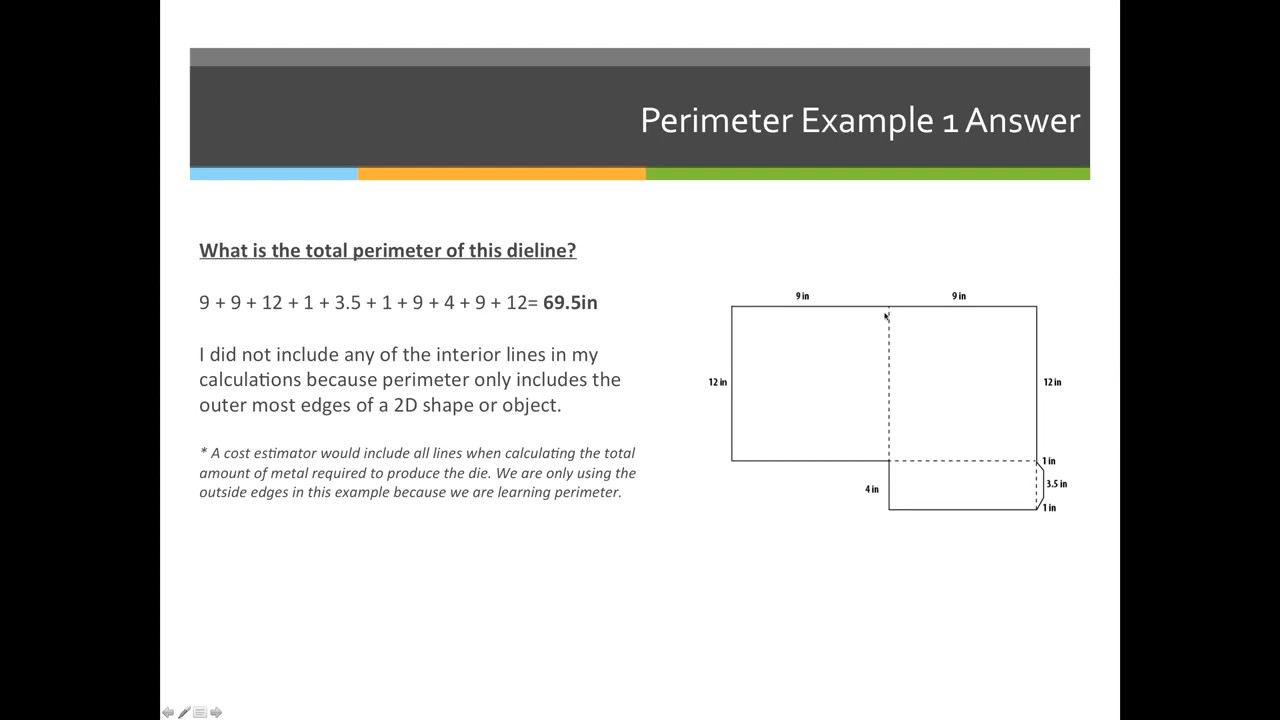 Perimeter Example 1 Answer
What is the total perimeter of this dieline?
9 + 9 + 12 + 1 + 3.5 + 1 + 9 + 4 + 9 + 12= 69.5in
I did not include any of the interior lines in my
calculations because perimeter only includes the
outer most edges of a 2D shape or object.
* A cost estimator would include all lines when calculating the total
amount of metal required to produce the die. We are only using the
outside edges in this example because we are learning perimeter.
9 in
9 in
12 in
12 in
1 in
3.5 in
4 in
1 in